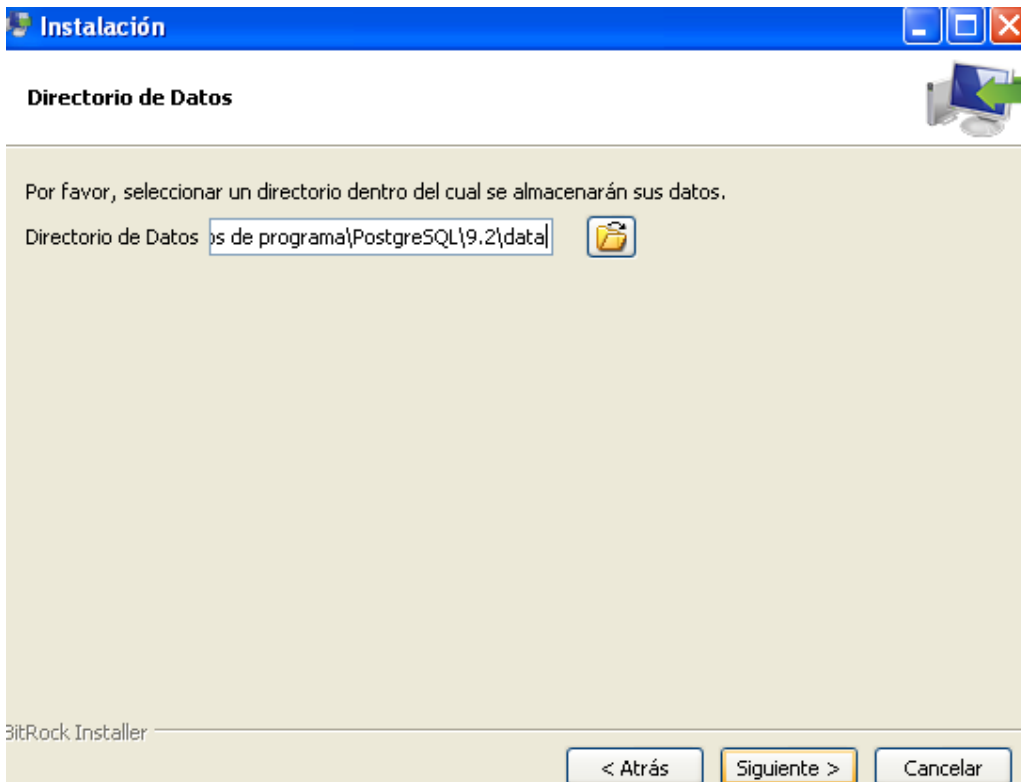 Instalación
Directorio de Datos
Por favor, seleccionar un directorio dentro del cual se almacenarán sus datos.
Directorio de Datos os de programa\PostgreSQL\9.2\data
BitRock Installer
< Atrás Siguiente > Cancelar